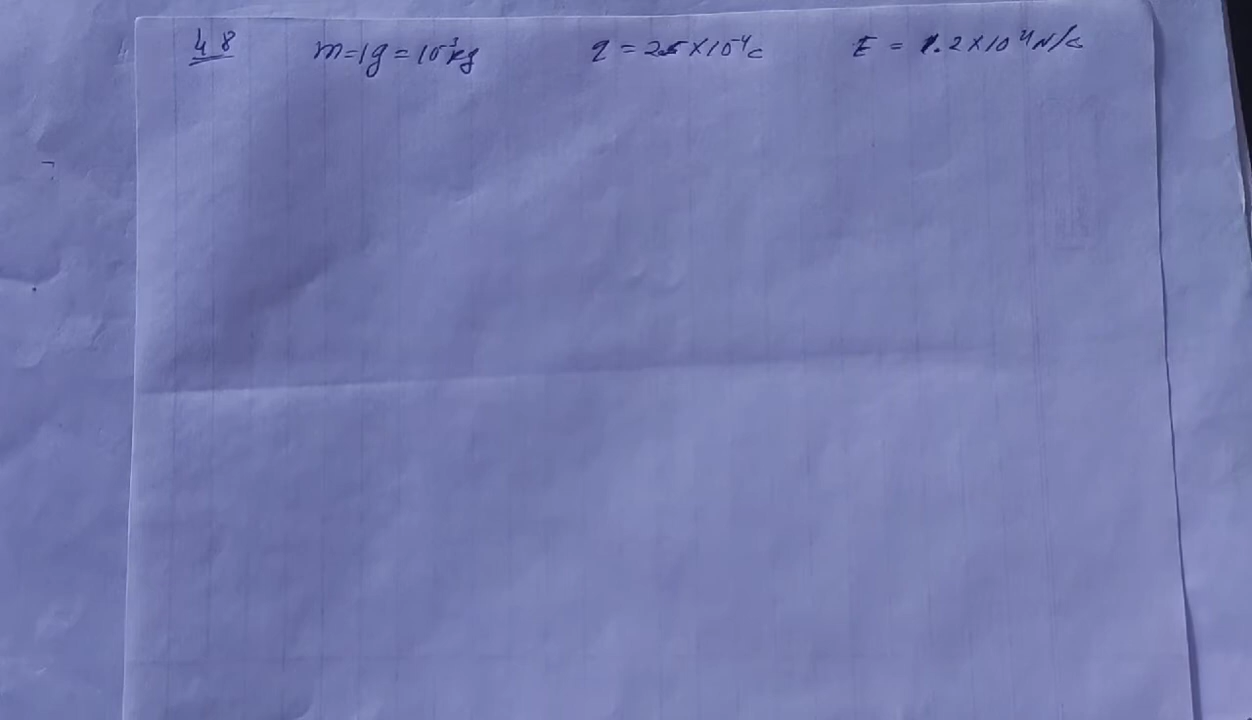 48 m=1g = 10⁻³kg q = 2.5×10⁻⁴c E = 1.2×10⁴N/c